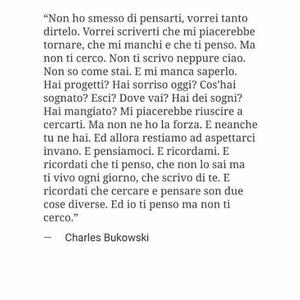 “Non ho smesso di pensarti, vorrei tanto
dirtelo. Vorrei scriverti che mi piacerebbe
tornare, che mi manchi e che ti penso. Ma
non ti cerco. Non ti scrivo neppure ciao.
Non so come stai. E mi manca saperlo.
Hai progetti? Hai sorriso oggi? Cos’hai
sognato? Esci? Dove vai? Hai dei sogni?
Hai mangiato? Mi piacerebbe riuscire a
cercarti. Ma non ne ho la forza. E neanche
tu ne hai. Ed allora restiamo ad aspettarci
invano. E pensiamoci. E ricordami. E
ricordati che ti penso, che non lo sai ma
ti vivo ogni giorno, che scrivo di te. E
ricordati che cercare e pensare son due
cose diverse. Ed io ti penso ma non ti
cerco.”
— Charles Bukowski